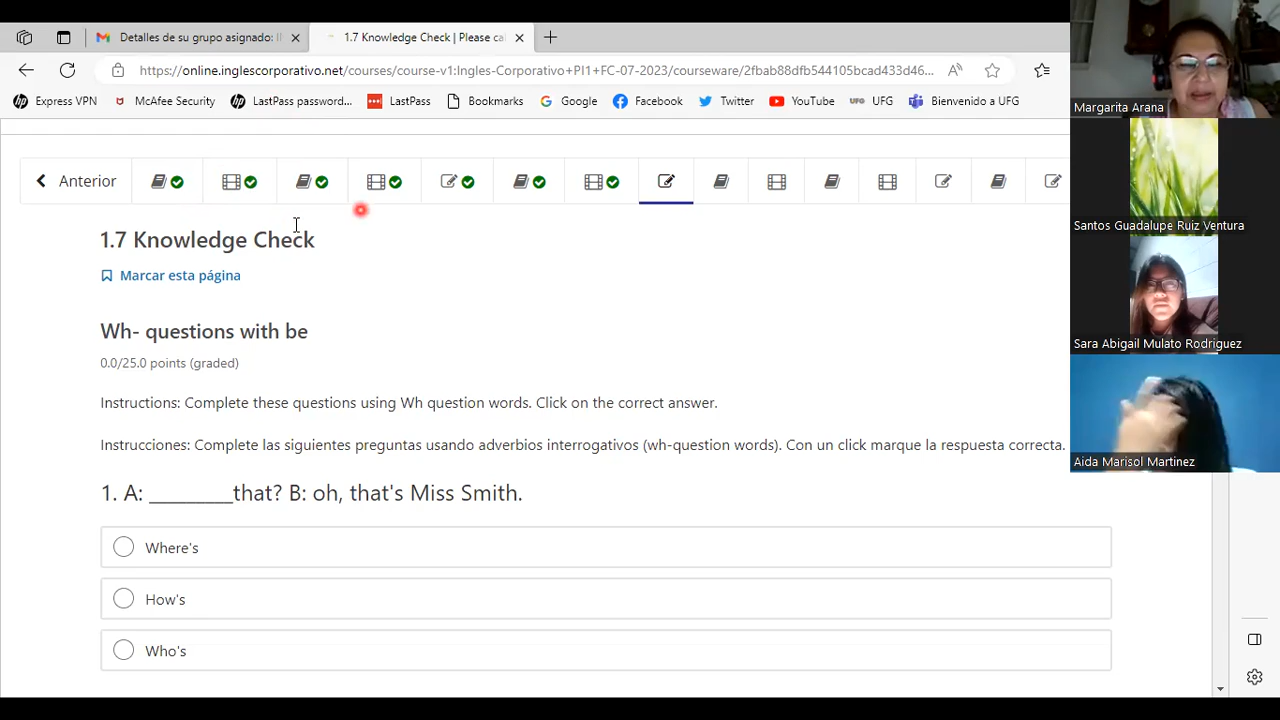 Detalles de su grupo asignado: II
1.7 Knowledge Check | Please ca
https://online.inglescorporativo.net/courses/course-v1:Ingles-Corporativo+PI1+FC-07-2023/courseware/2fbab88dfb544105bcad433d46...
Express VPN
McAfee Security
LastPass password...
LastPass
Bookmarks
Google
Facebook
Twitter
YouTube
UFG
Bienvenido a UFG
Anterior
1.7 Knowledge Check
Marcar esta página
Wh- questions with be
0.0/25.0 points (graded)
Instructions: Complete these questions using Wh question words. Click on the correct answer.
Instrucciones: Complete las siguientes preguntas usando adverbios interrogativos (wh-question words). Con un click marque la respuesta correcta.
1. A: _________that? B: oh, that's Miss Smith.
Where's
How's
Who's
Margarita Arana
Santos Guadalupe Ruiz Ventura
Sara Abigail Mulato Rodriguez
Aida Marisol Martinez